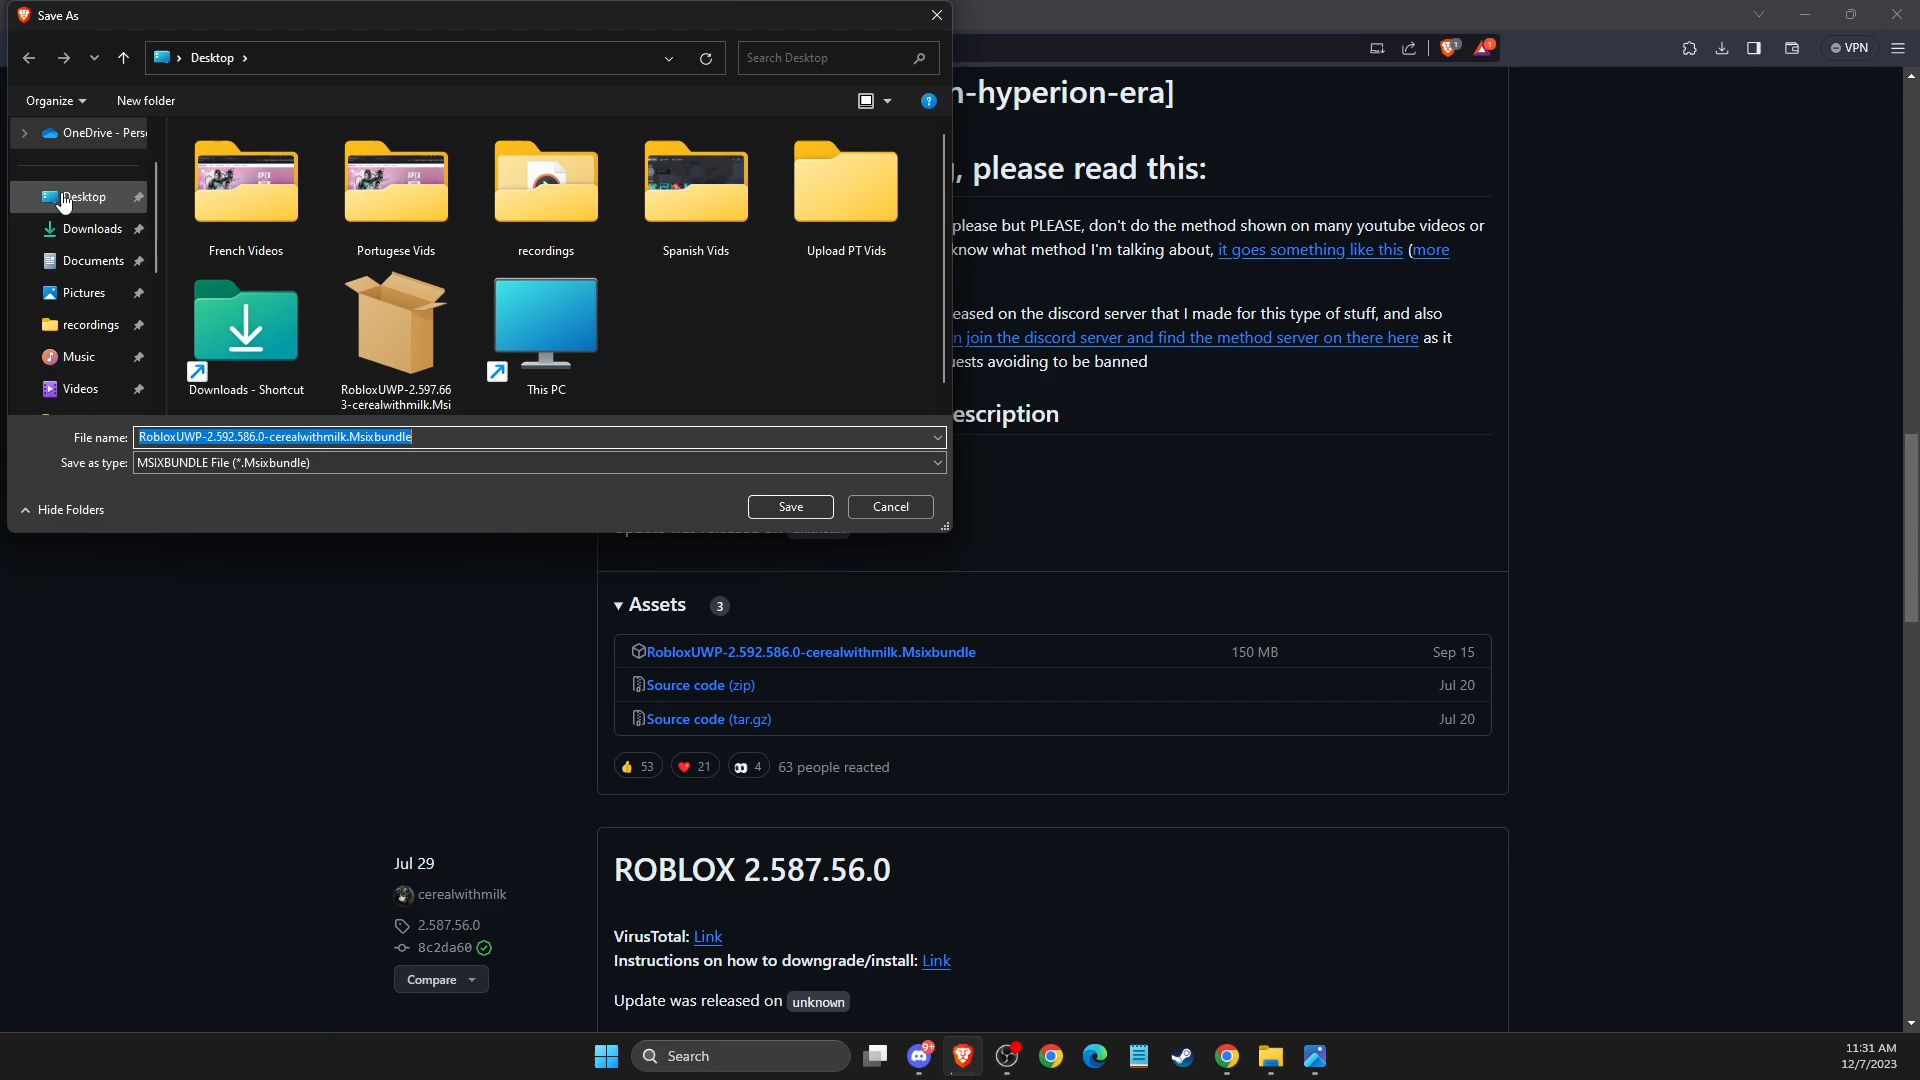 Save As
Desktop
Search Desktop
VPN
Organize
New folder
OneDrive - Pers
Desktop
Downloads
Documents
Pictures
recordings
Music
Videos
French Videos
Portugese Vids
recordings
Spanish Vids
Upload PT Vids
Downloads - Shortcut
RobloxUWP-2.597.66
3-cerealwithmilk.Msi
This PC
File name: RobloxUWP-2.592.586.0-cerealwithmilk.Msixbundle
Save as type: MSIXBUNDLE File (*.Msixbundle)
Hide Folders
Save
Cancel
n-hyperion-era]
, please read this:
please but PLEASE, don't do the method shown on many youtube videos or
know what method I'm talking about, it goes something like this (more
eased on the discord server that I made for this type of stuff, and also
n join the discord server and find the method server on there here as it
uests avoiding to be banned
escription
Assets 3
RobloxUWP-2.592.586.0-cerealwithmilk.Msixbundle 150 MB Sep 15
Source code (zip) Jul 20
Source code (tar.gz) Jul 20
53 21 4 63 people reacted
Jul 29
cerealwithmilk
2.587.56.0
8c2da60
Compare
ROBLOX 2.587.56.0
VirusTotal: Link
Instructions on how to downgrade/install: Link
Update was released on unknown
Search
9+
11:31 AM
12/7/2023